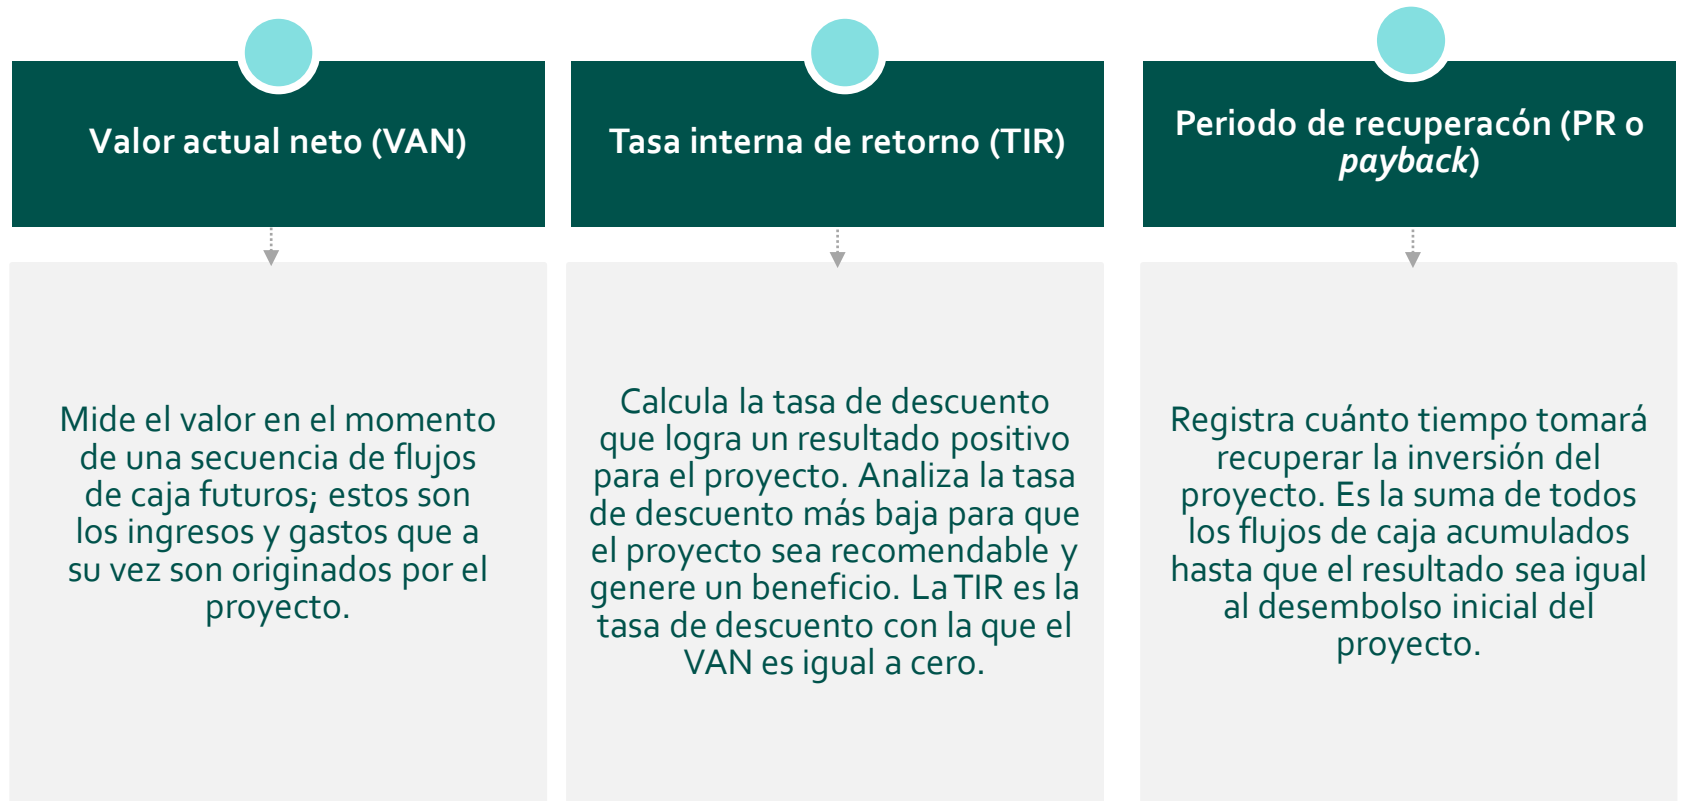 Valor actual neto (VAN)
Mide el valor en el momento
de una secuencia de flujos
de caja futuros; estos son
los ingresos y gastos que a
su vez son originados por el
proyecto.
Tasa interna de retorno (TIR)
Calcula la tasa de descuento
que logra un resultado positivo
para el proyecto. Analiza la tasa
de descuento más baja para que
el proyecto sea recomendable y
genere un beneficio. La TIR es la
tasa de descuento con la que el
VAN es igual a cero.
Periodo de recuperacón (PR o
payback)
Registra cuánto tiempo tomará
recuperar la inversión del
proyecto. Es la suma de todos
los flujos de caja acumulados
hasta que el resultado sea igual
al desembolso inicial del
proyecto.